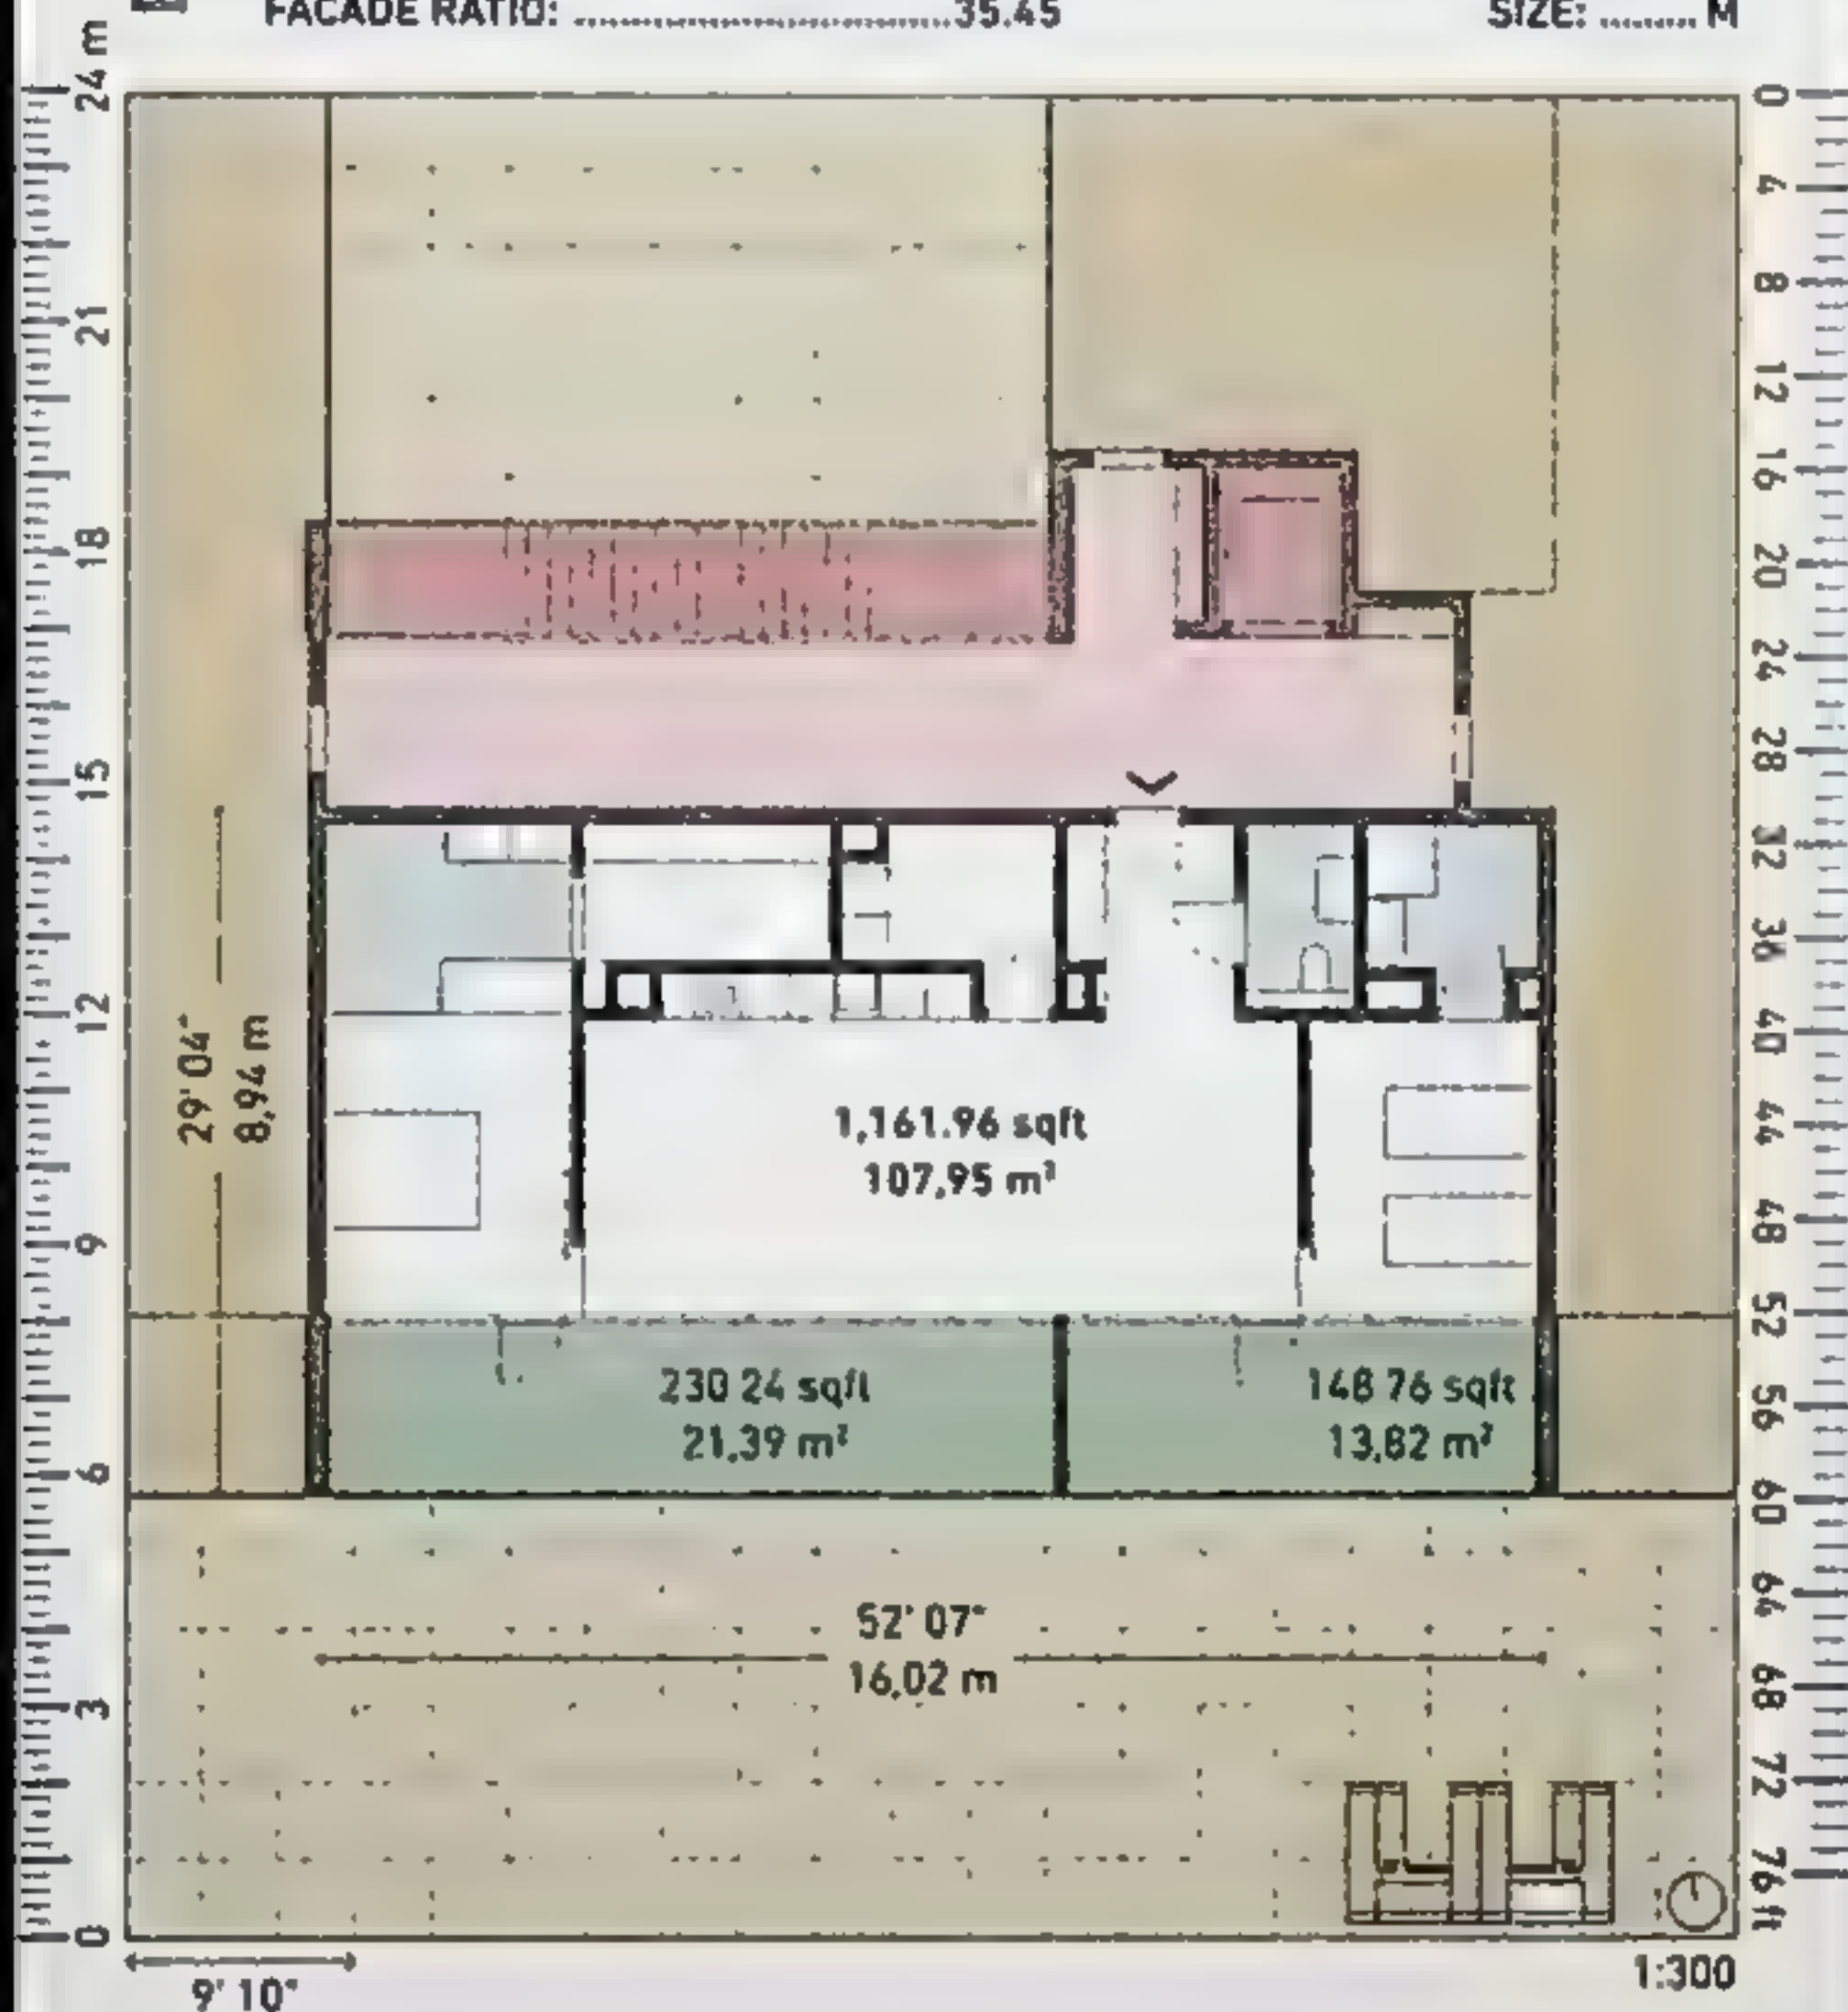 FACADE RATIO: ........................ 35.45
SIZE: ........ M
24 m
21
18
15
12
9
6
3
0
0
4
8
12
16
20
24
28
32
36
40
44
48
52
56
60
64
68
72
76 ft
29' 04"
8,94 m
1,161.96 sqft
107,95 m²
230 24 sqft
21,39 m²
148 76 sqft
13,82 m²
52' 07"
16,02 m
9' 10"
1:300